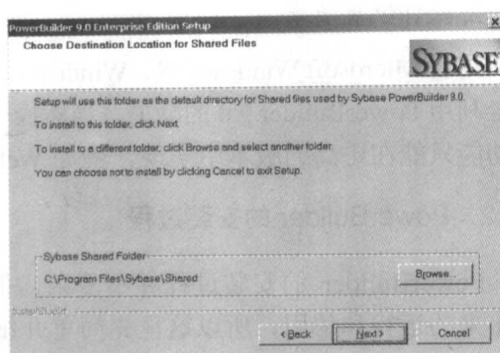 PowerBuilder 9.0 Enterprise Edition Setup
Choose Destination Location for Shared Files
SYBASE
Setup will use this folder as the default directory for Shared files used by Sybase PowerBuilder 9.0.
To install to this folder, click Next.
To install to a different folder, click Browse and select another folder.
You can choose not to install by clicking Cancel to exit Setup.
Sybase Shared Folder
C:\Program Files\Sybase\Shared
Browse...
InstallShield
< Back
Next >
Cancel